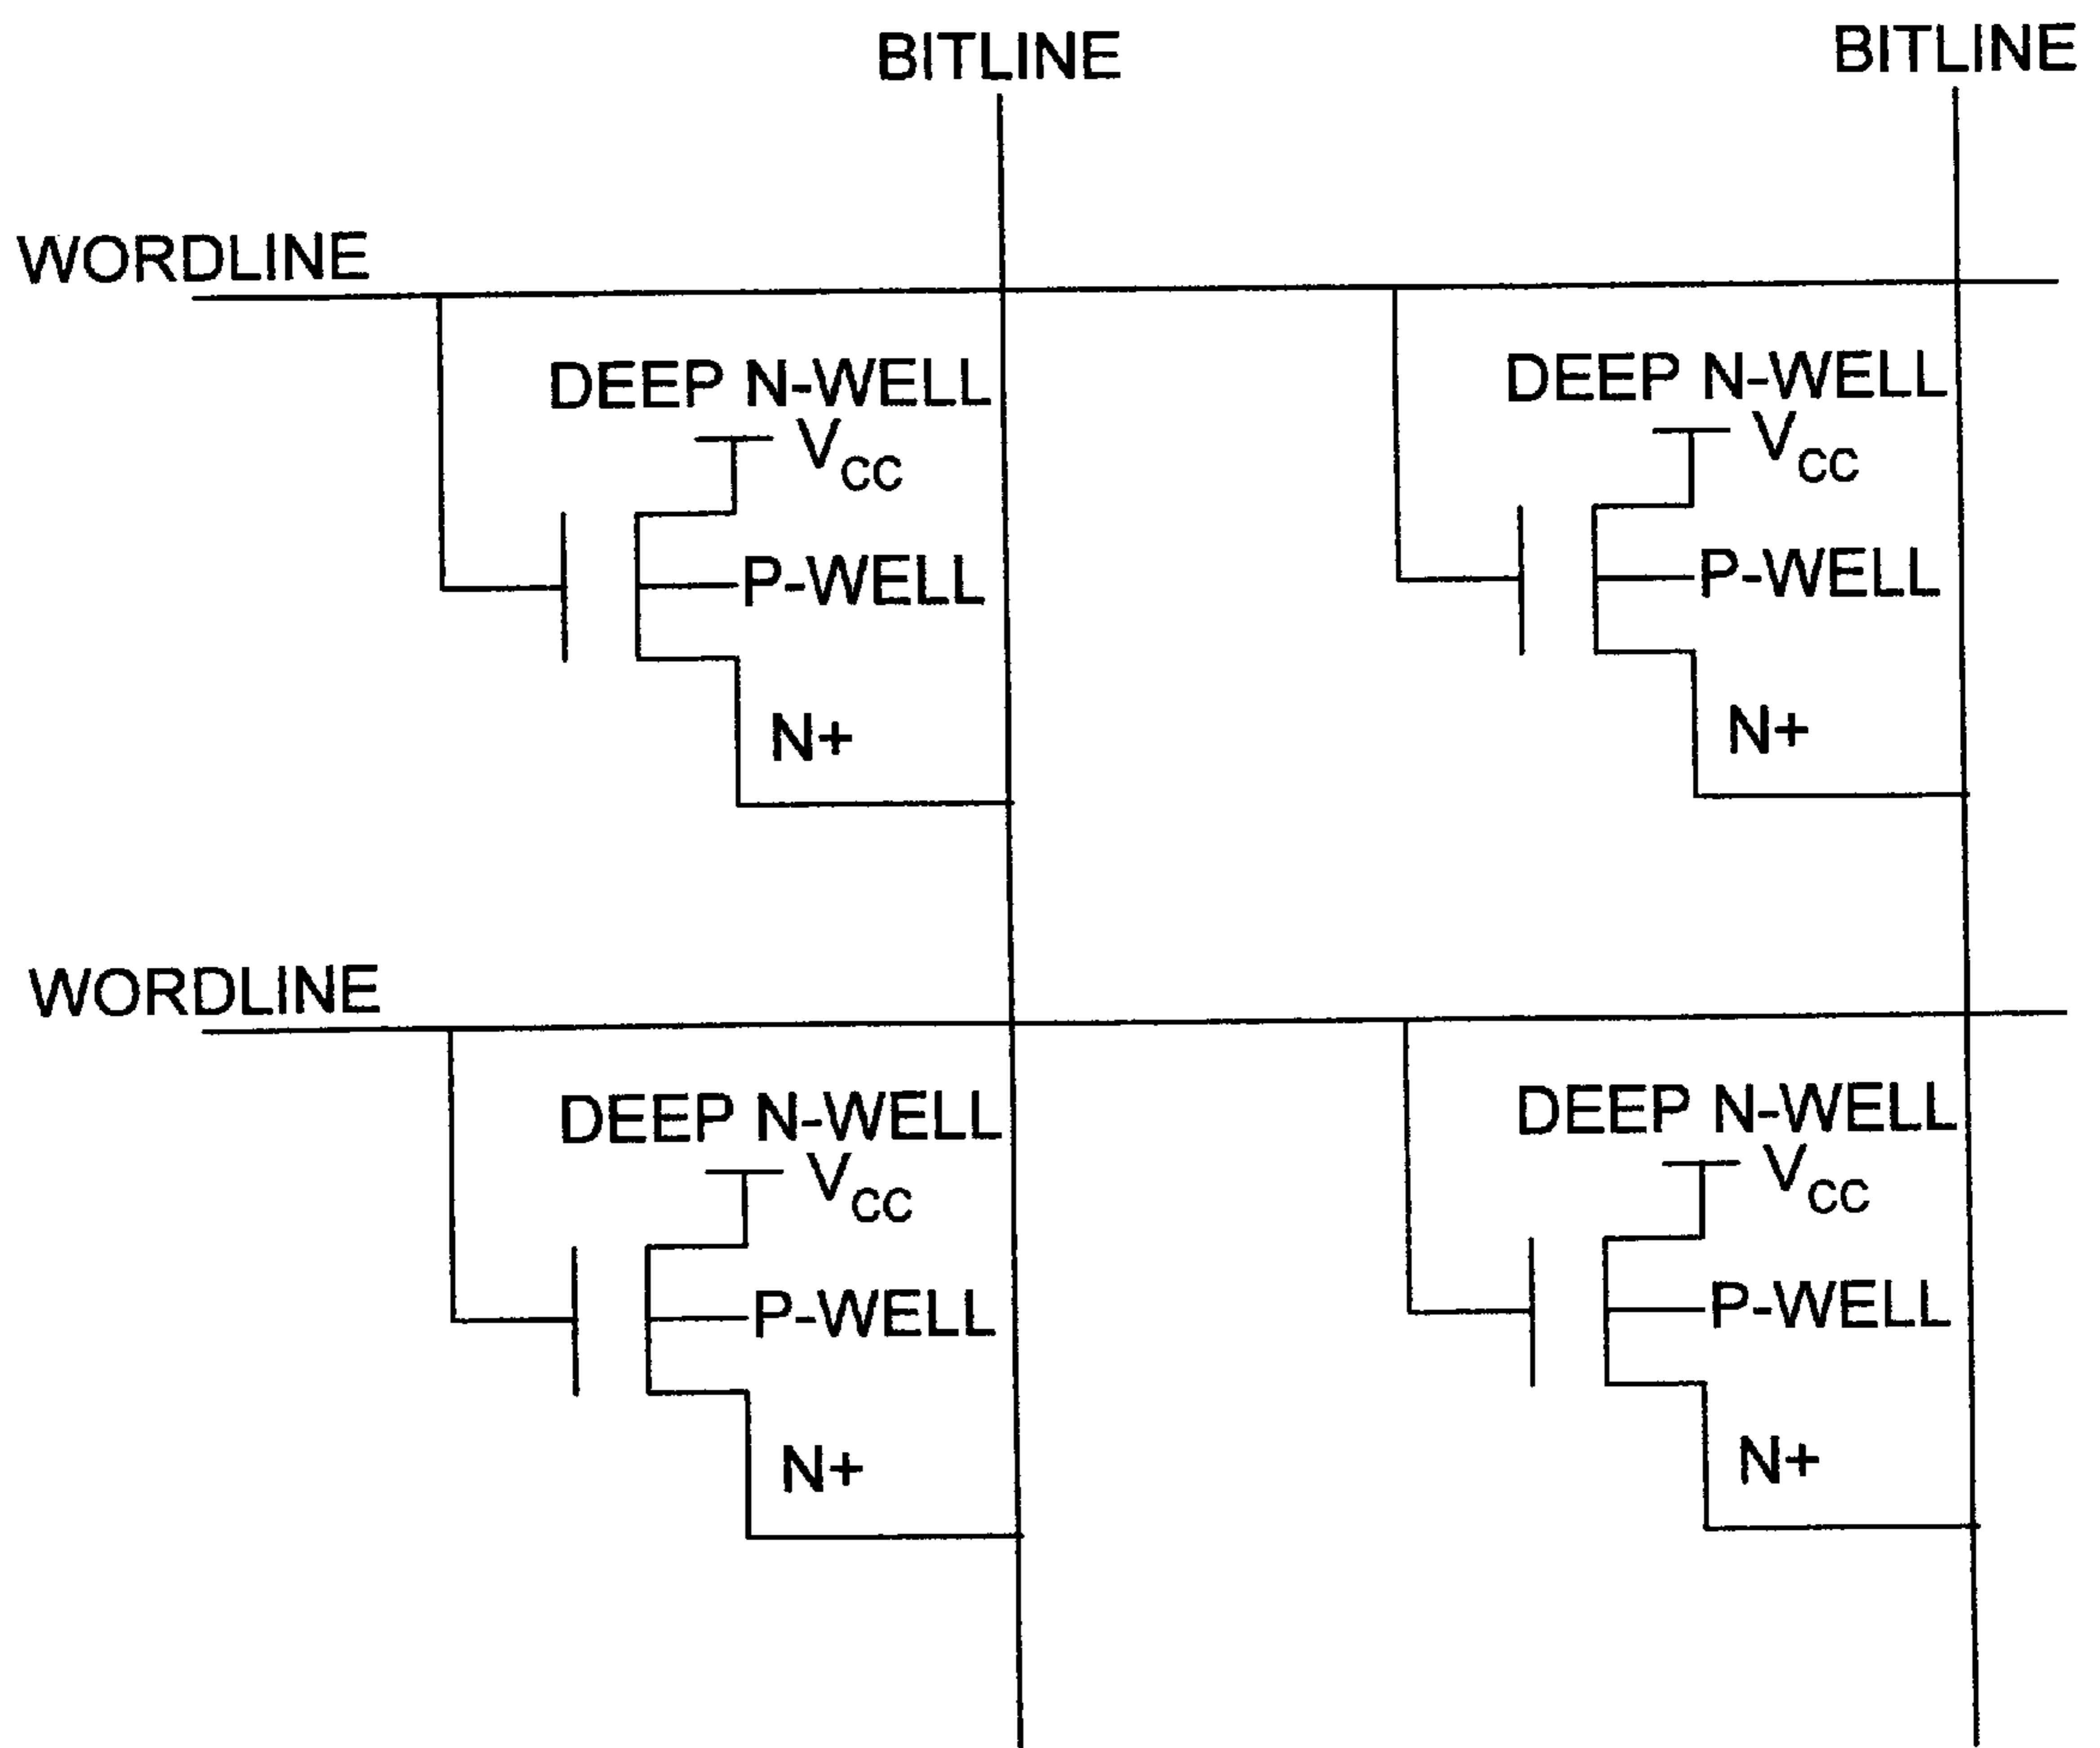 BITLINE
BITLINE
WORDLINE
DEEP N-WELL
VCC
P-WELL
N+
DEEP N-WELL
VCC
P-WELL
N+
WORDLINE
DEEP N-WELL
VCC
P-WELL
N+
DEEP N-WELL
VCC
P-WELL
N+